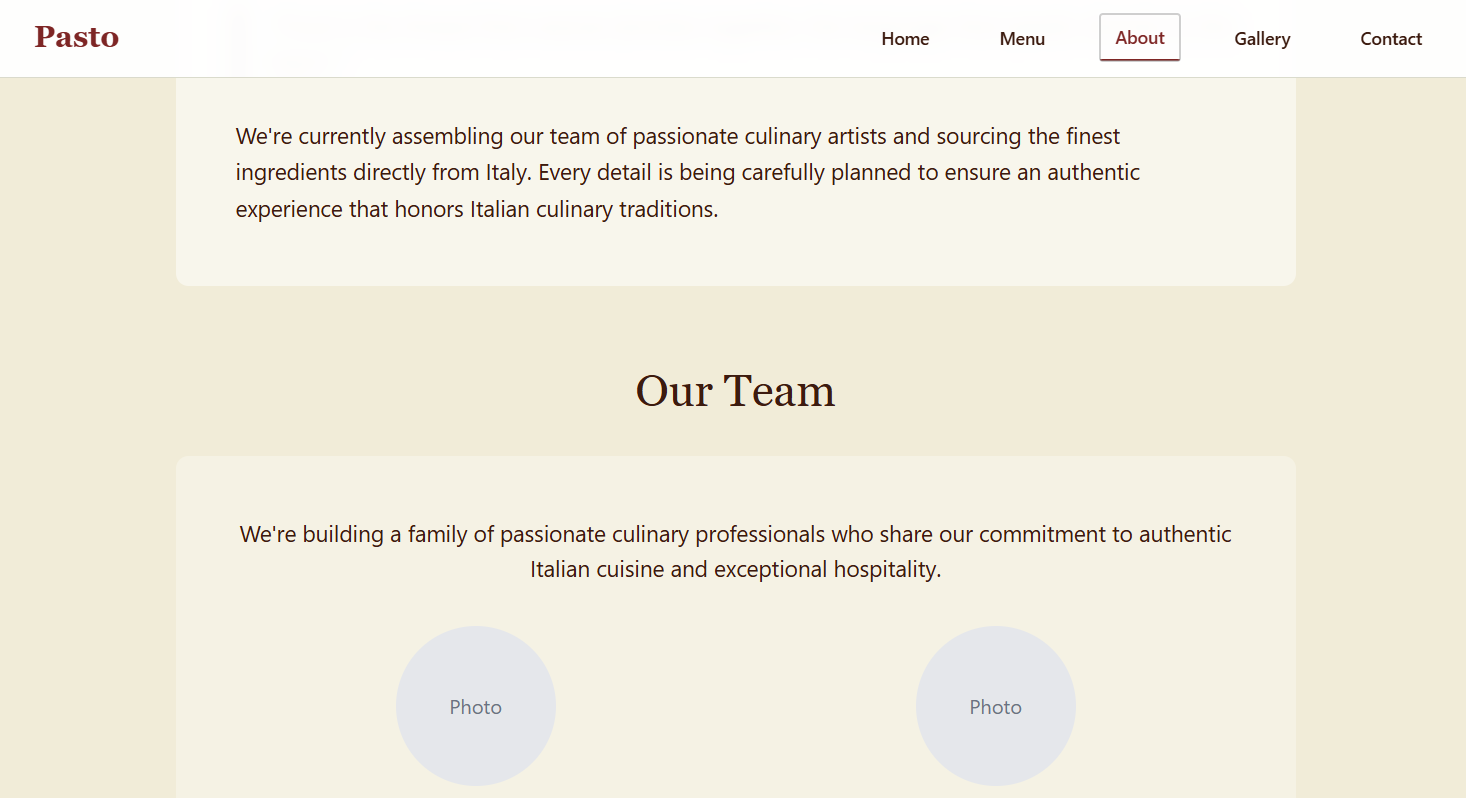 Pasto
Home Menu About Gallery Contact
We're currently assembling our team of passionate culinary artists and sourcing the finest
ingredients directly from Italy. Every detail is being carefully planned to ensure an authentic
experience that honors Italian culinary traditions.
Our Team
We're building a family of passionate culinary professionals who share our commitment to authentic
Italian cuisine and exceptional hospitality.
Photo
Photo